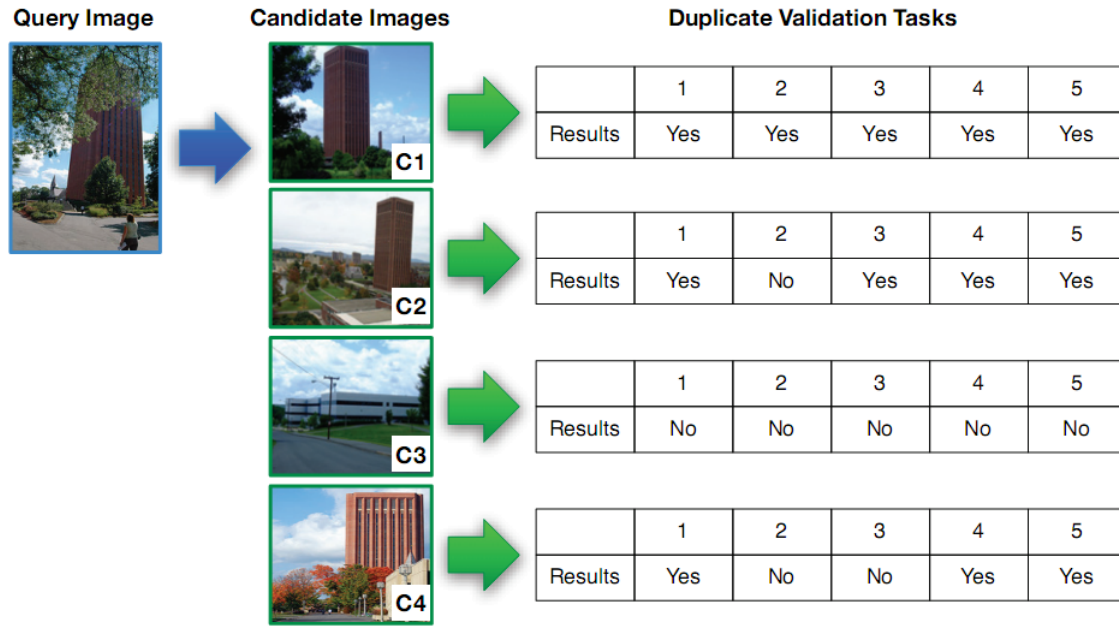 Query Image Candidate Images Duplicate Validation Tasks
C1
1 2 3 4 5
Results Yes Yes Yes Yes Yes
C2
1 2 3 4 5
Results Yes No Yes Yes Yes
C3
1 2 3 4 5
Results No No No No No
C4
1 2 3 4 5
Results Yes No No Yes Yes